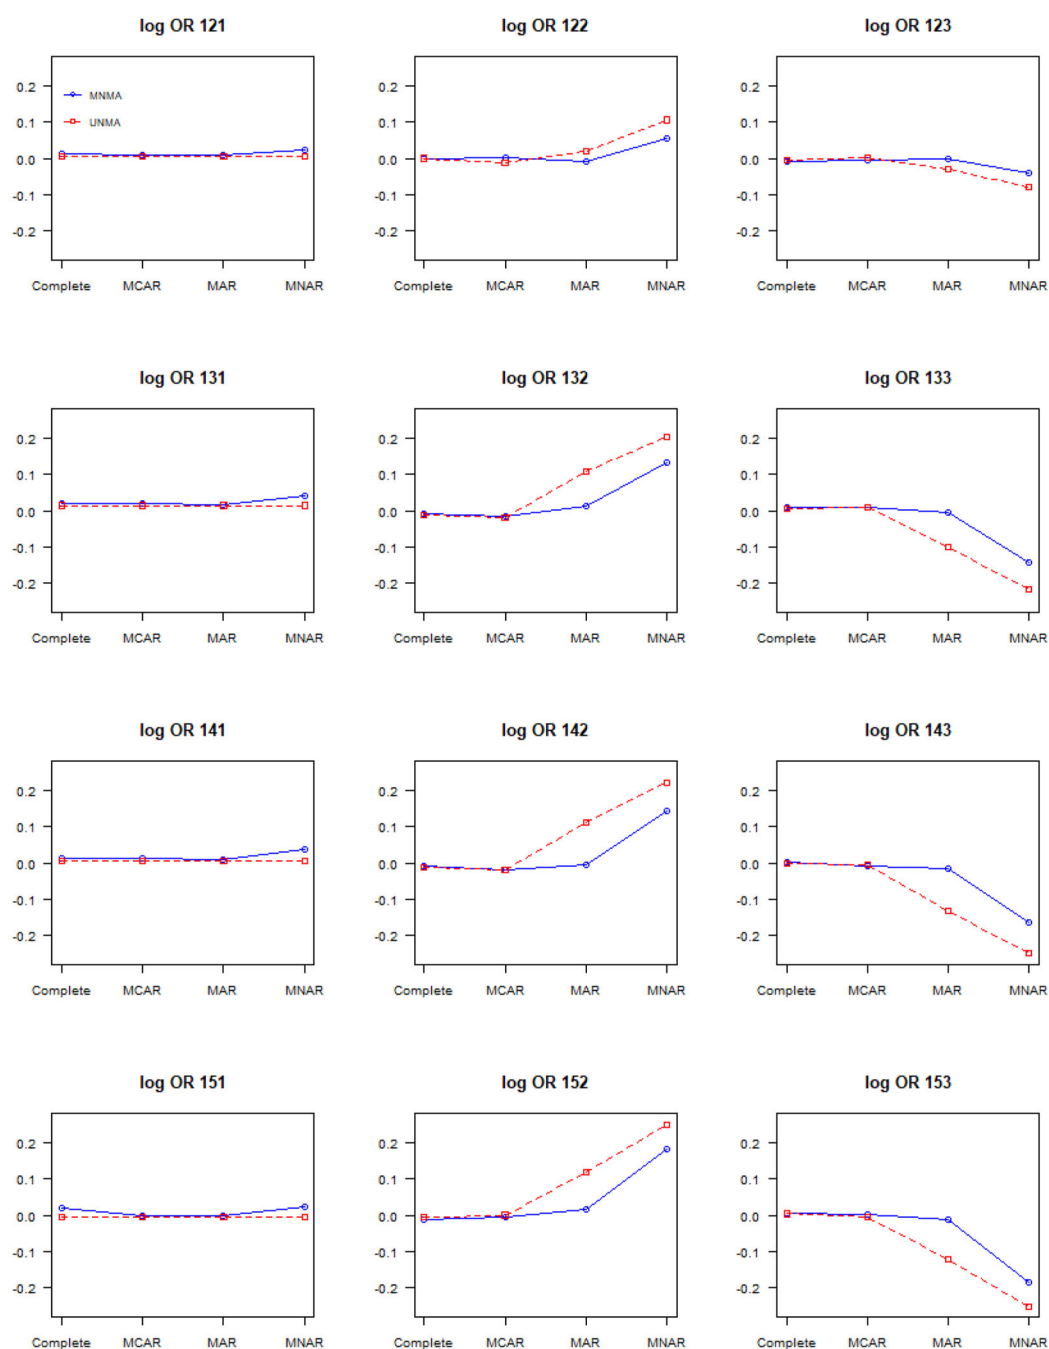 log OR 121 log OR 122 log OR 123
0.2 0.2 0.2
MNMA
0.1 0.1 0.1
UNMA
0.0 0.0 0.0
-0.1 -0.1 -0.1
-0.2 -0.2 -0.2
Complete MCAR MAR MNAR Complete MCAR MAR MNAR Complete MCAR MAR MNAR
log OR 131 log OR 132 log OR 133
0.2 0.2 0.2
0.1 0.1 0.1
0.0 0.0 0.0
-0.1 -0.1 -0.1
-0.2 -0.2 -0.2
Complete MCAR MAR MNAR Complete MCAR MAR MNAR Complete MCAR MAR MNAR
log OR 141 log OR 142 log OR 143
0.2 0.2 0.2
0.1 0.1 0.1
0.0 0.0 0.0
-0.1 -0.1 -0.1
-0.2 -0.2 -0.2
Complete MCAR MAR MNAR Complete MCAR MAR MNAR Complete MCAR MAR MNAR
log OR 151 log OR 152 log OR 153
0.2 0.2 0.2
0.1 0.1 0.1
0.0 0.0 0.0
-0.1 -0.1 -0.1
-0.2 -0.2 -0.2
Complete MCAR MAR MNAR Complete MCAR MAR MNAR Complete MCAR MAR MNAR